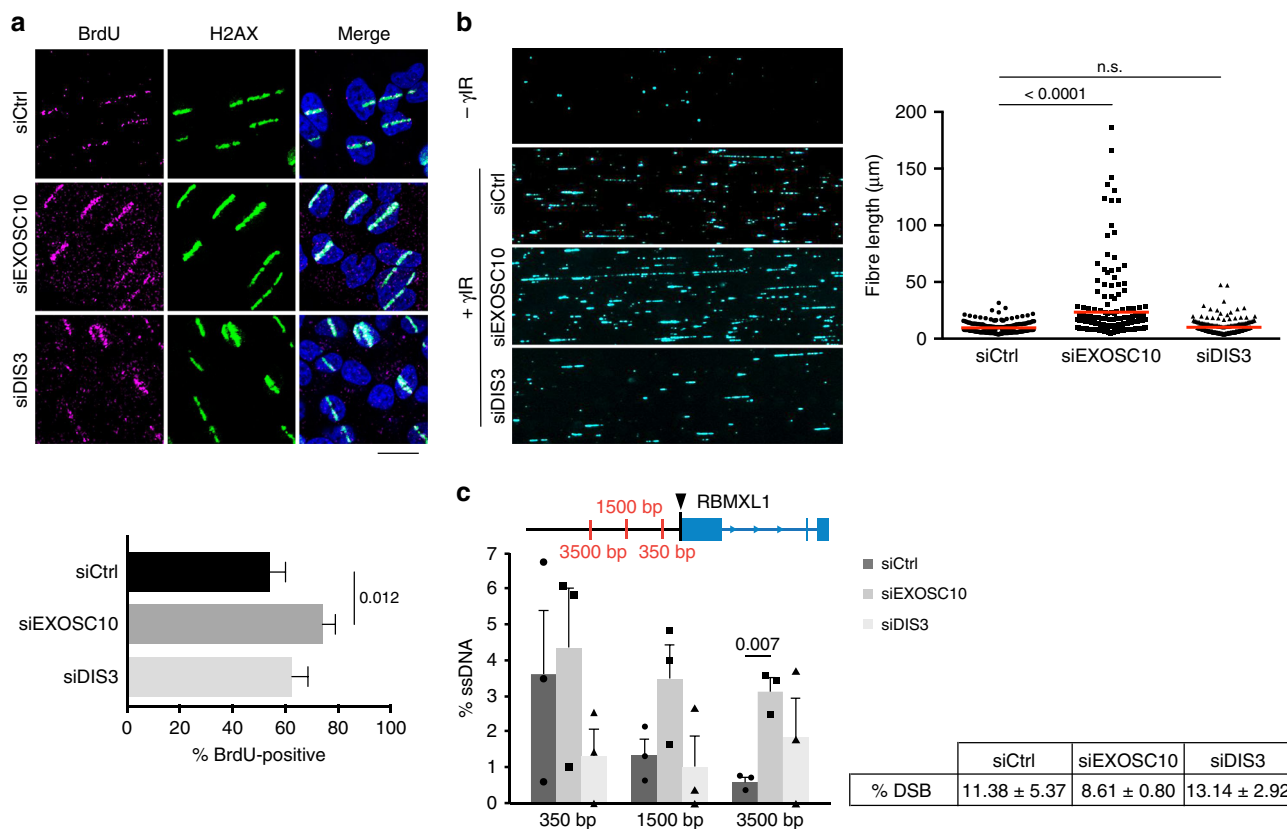 a
BrdU H2AX Merge
siCtrl
siEXOSC10
siDIS3
siCtrl
siEXOSC10
siDIS3
0.012
0 20 40 60 80 100
% BrdU-positive
b
− γIR
+ γIR
siCtrl
siEXOSC10
siDIS3
n.s.
< 0.0001
Fibre length (μm)
200
150
100
50
0
siCtrl siEXOSC10 siDIS3
c
1500 bp RBMXL1
3500 bp 350 bp
% ssDNA
7
6
5
4
3
2
1
0
0.007
350 bp 1500 bp 3500 bp
siCtrl
siEXOSC10
siDIS3
siCtrl siEXOSC10 siDIS3
% DSB 11.38 ± 5.37 8.61 ± 0.80 13.14 ± 2.92